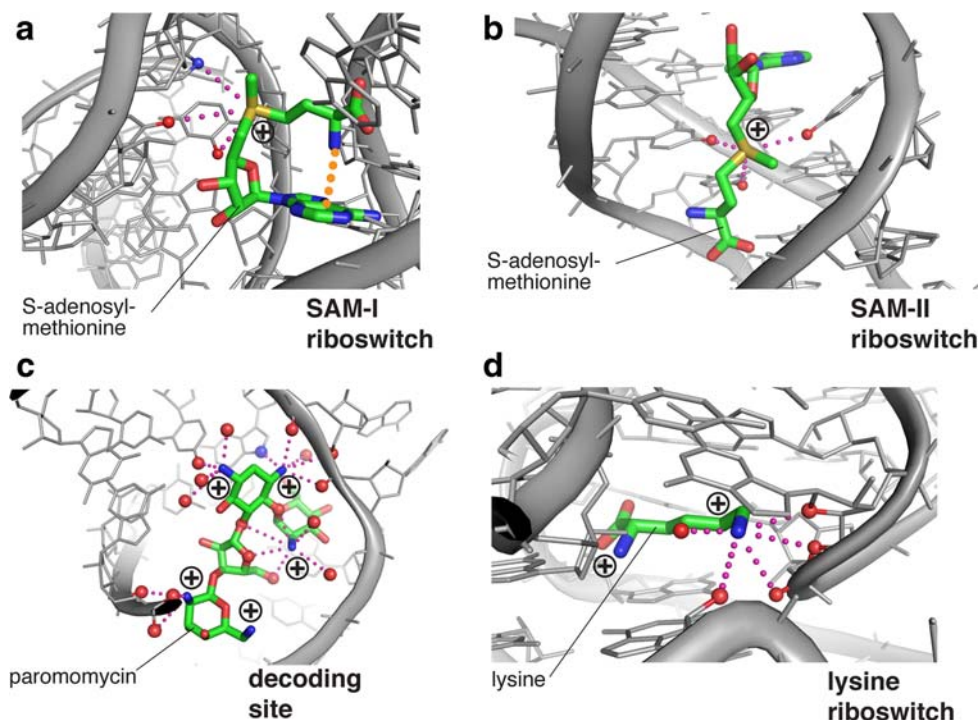 a
S-adenosyl-
methionine
SAM-I
riboswitch
b
S-adenosyl-
methionine
SAM-II
riboswitch
c
paromomycin
decoding
site
d
lysine
lysine
riboswitch